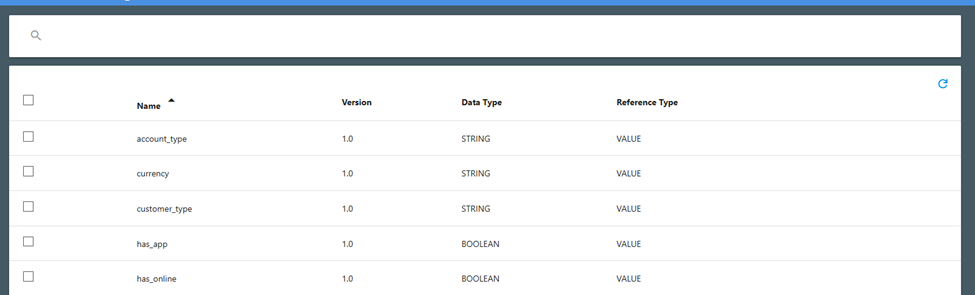 Name Version Data Type Reference Type
account_type 1.0 STRING VALUE
currency 1.0 STRING VALUE
customer_type 1.0 STRING VALUE
has_app 1.0 BOOLEAN VALUE
has_online 1.0 BOOLEAN VALUE